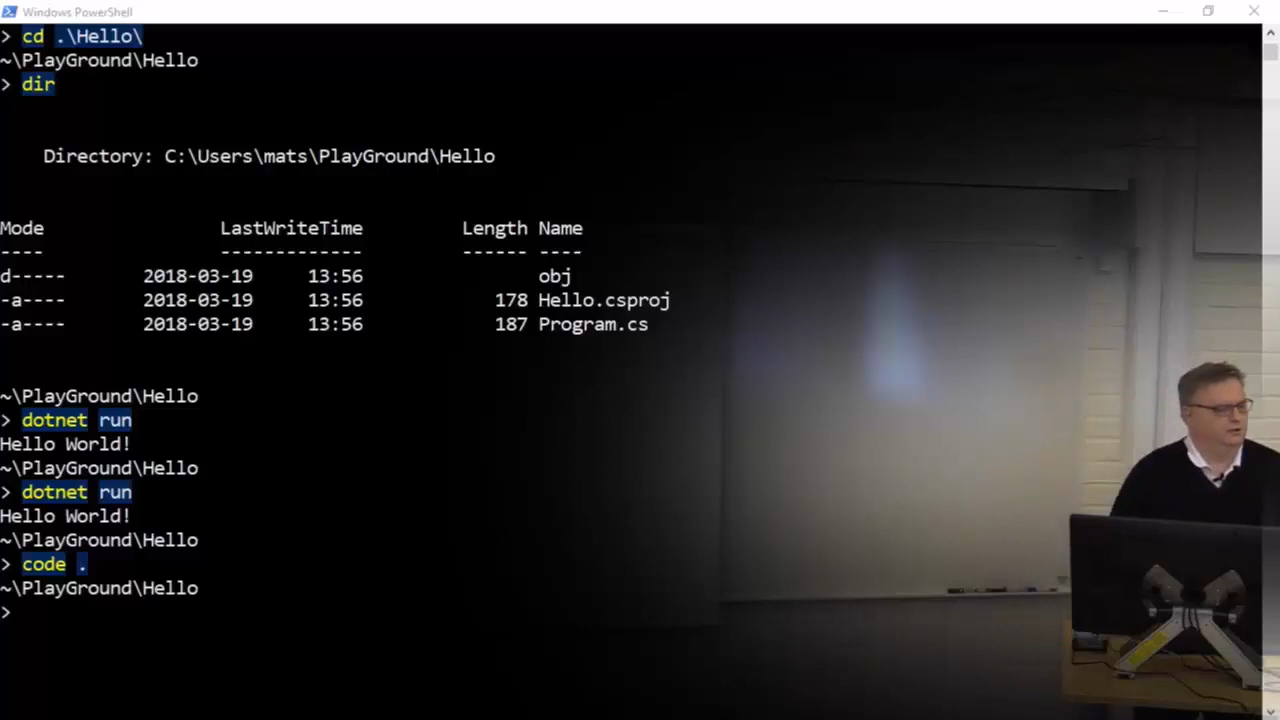 Windows PowerShell
> cd .\Hello\
~\PlayGround\Hello
> dir
Directory: C:\Users\mats\PlayGround\Hello
Mode LastWriteTime Length Name
---- ------------- ------ ----
d----- 2018-03-19 13:56 obj
-a---- 2018-03-19 13:56 178 Hello.csproj
-a---- 2018-03-19 13:56 187 Program.cs
~\PlayGround\Hello
> dotnet run
Hello World!
~\PlayGround\Hello
> dotnet run
Hello World!
~\PlayGround\Hello
> code .
~\PlayGround\Hello
>